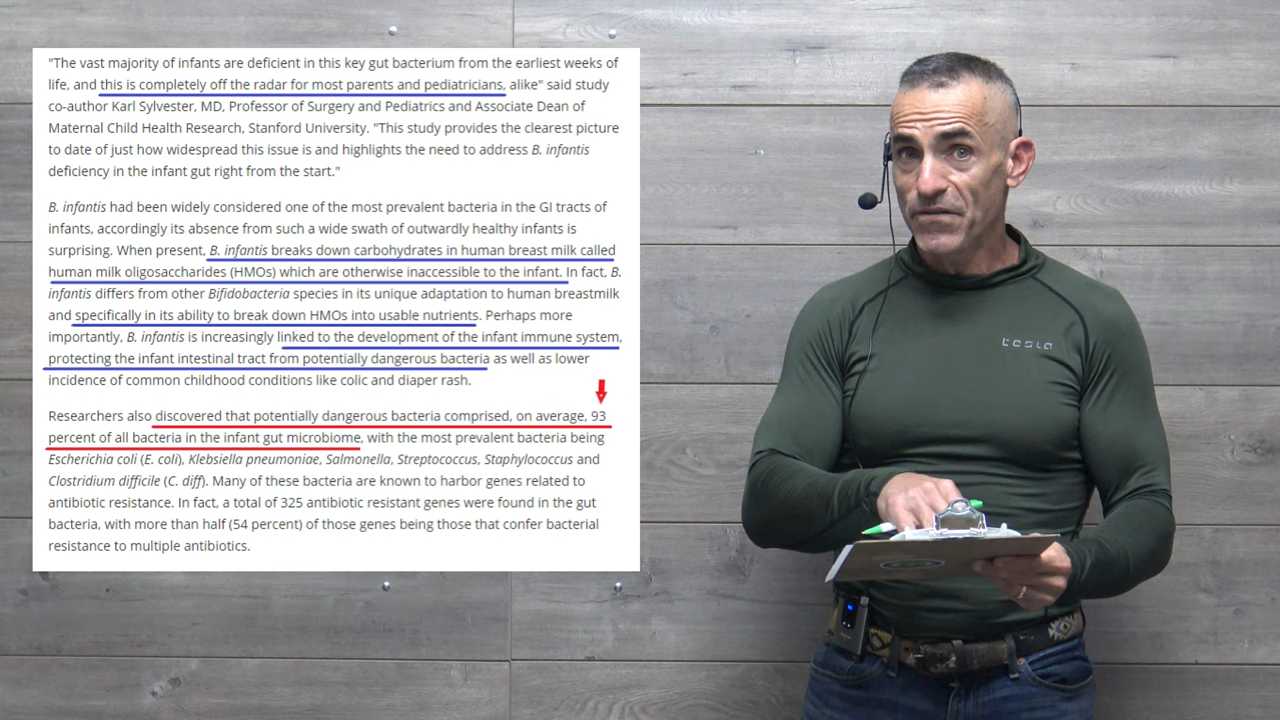 "The vast majority of infants are deficient in this key gut bacterium from the earliest weeks of
life, and this is completely off the radar for most parents and pediatricians, alike" said study
co-author Karl Sylvester, MD, Professor of Surgery and Pediatrics and Associate Dean of
Maternal Child Health Research, Stanford University. "This study provides the clearest picture
to date of just how widespread this issue is and highlights the need to address B. infantis
deficiency in the infant gut right from the start."
B. infantis had been widely considered one of the most prevalent bacteria in the GI tracts of
infants, accordingly its absence from such a wide swath of outwardly healthy infants is
surprising. When present, B. infantis breaks down carbohydrates in human breast milk called
human milk oligosaccharides (HMOs) which are otherwise inaccessible to the infant. In fact, B.
infantis differs from other Bifidobacteria species in its unique adaptation to human breastmilk
and specifically in its ability to break down HMOs into usable nutrients. Perhaps more
importantly, B. infantis is increasingly linked to the development of the infant immune system,
protecting the infant intestinal tract from potentially dangerous bacteria as well as lower
incidence of common childhood conditions like colic and diaper rash.
Researchers also discovered that potentially dangerous bacteria comprised, on average, 93
percent of all bacteria in the infant gut microbiome, with the most prevalent bacteria being
Escherichia coli (E. coli), Klebsiella pneumoniae, Salmonella, Streptococcus, Staphylococcus and
Clostridium difficile (C. diff). Many of these bacteria are known to harbor genes related to
antibiotic resistance. In fact, a total of 325 antibiotic resistant genes were found in the gut
bacteria, with more than half (54 percent) of those genes being those that confer bacterial
resistance to multiple antibiotics.
tesla